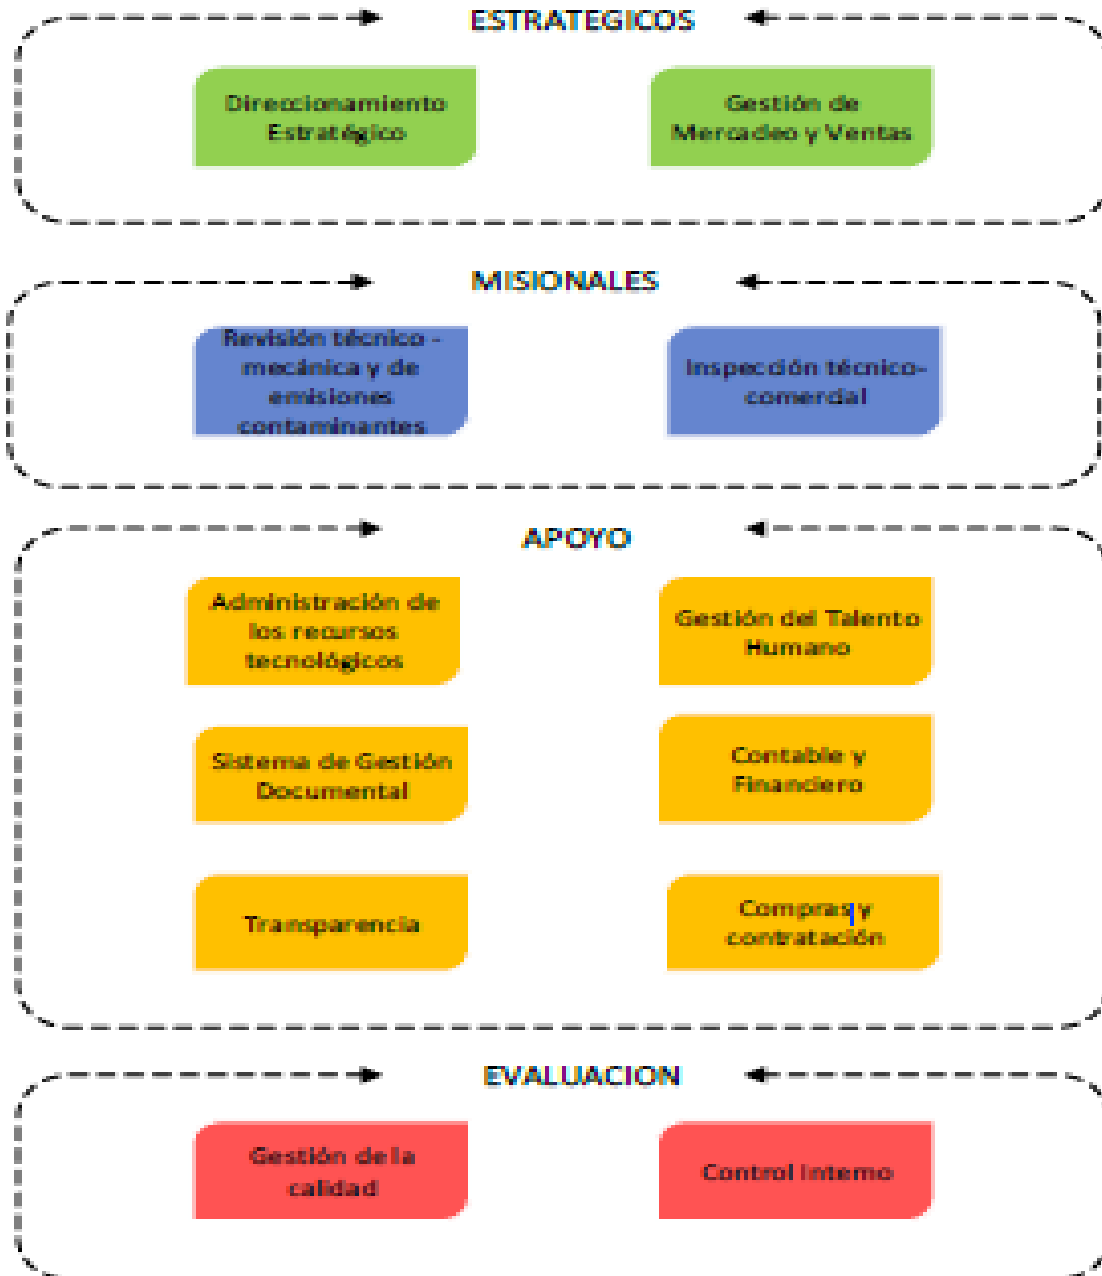 ESTRATEGICOS
Direccionamiento
Estratégico
Gestión de
Mercadeo y Ventas
MISIONALES
Revisión técnico -
mecánica y de
emisiones
contaminantes
Inspección técnico-
comercial
APOYO
Administración de
los recursos
tecnológicos
Gestión del Talento
Humano
Sistema de Gestión
Documental
Contable y
Financiero
Transparencia
Compras y
contratación
EVALUACION
Gestión de la
calidad
Control Interno